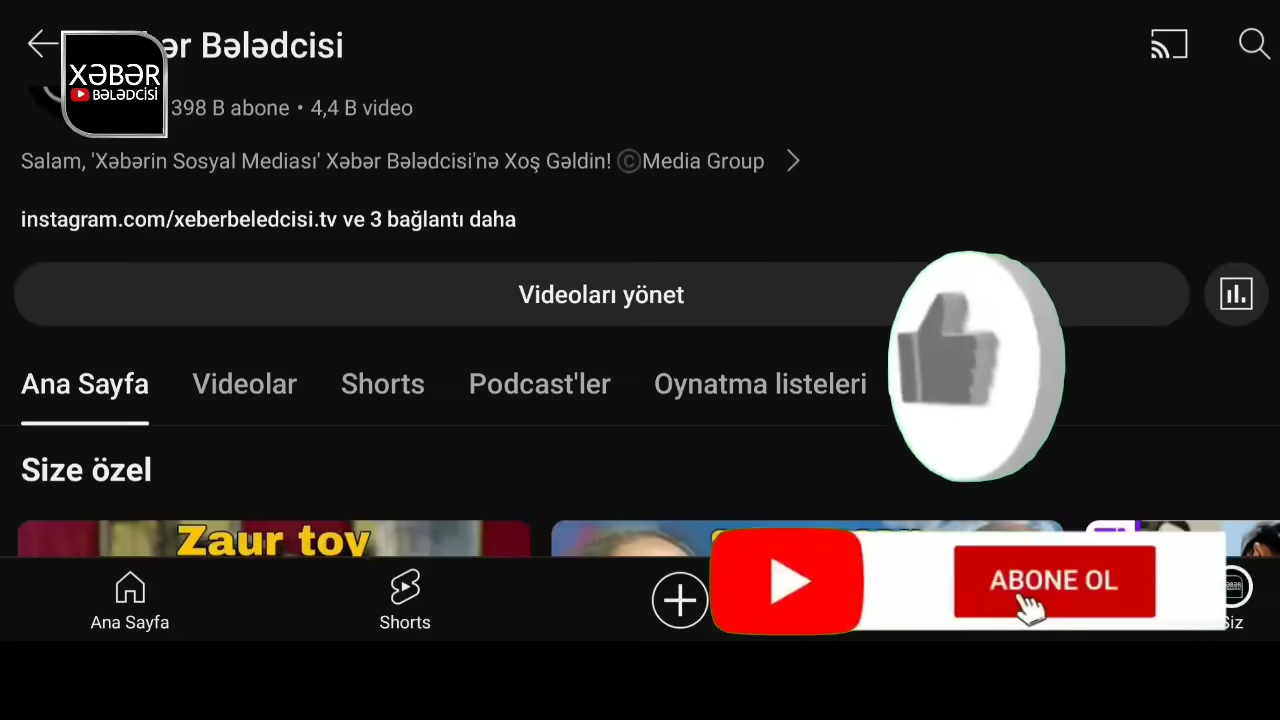 ər Bələdcisi
XƏBƏR
BƏLƏDCİSİ
398 B abone • 4,4 B video
Salam, 'Xəbərin Sosyal Mediası' Xəbər Bələdcisi'nə Xoş Gəldin! ©Media Group
instagram.com/xeberbeledcisi.tv ve 3 bağlantı daha
Videoları yönet
Ana Sayfa Videolar Shorts Podcast'ler Oynatma listeleri
Size özel
Zaur toy
ABONE OL
Ana Sayfa Shorts Siz